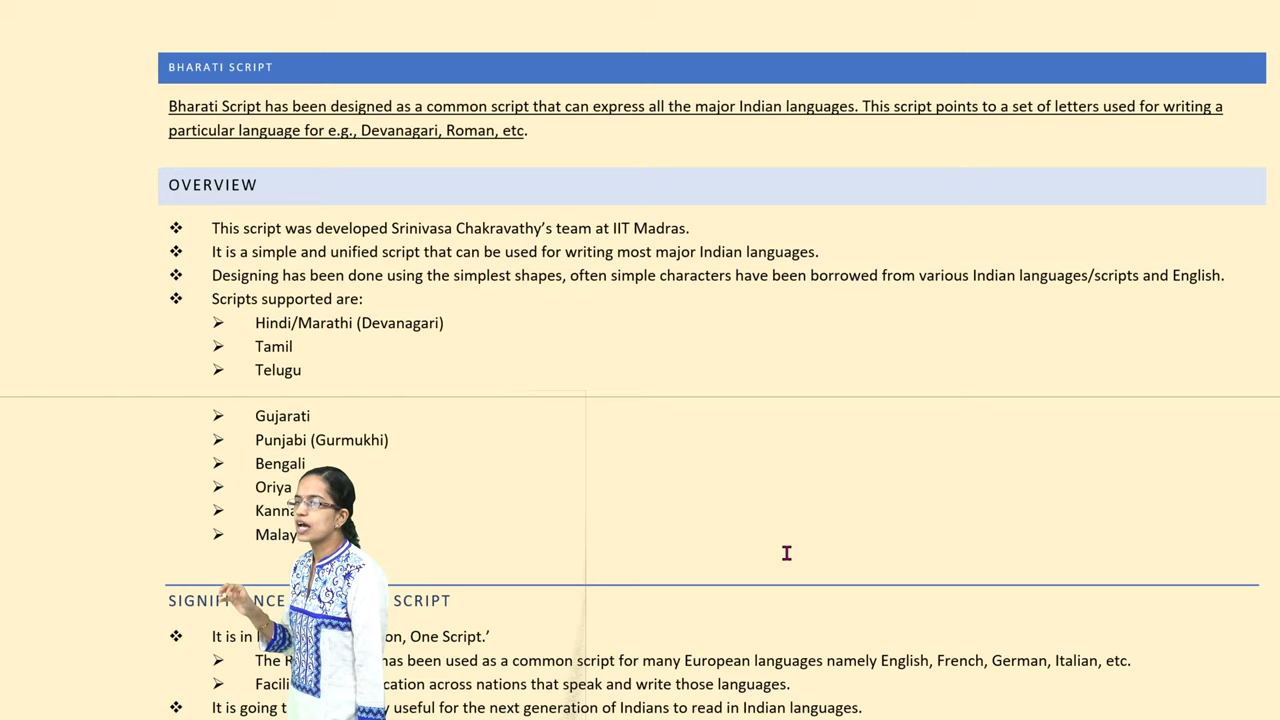 BHARATI SCRIPT
Bharati Script has been designed as a common script that can express all the major Indian languages. This script points to a set of letters used for writing a
particular language for e.g., Devanagari, Roman, etc.
OVERVIEW
❖ This script was developed Srinivasa Chakravathy’s team at IIT Madras.
❖ It is a simple and unified script that can be used for writing most major Indian languages.
❖ Designing has been done using the simplest shapes, often simple characters have been borrowed from various Indian languages/scripts and English.
❖ Scripts supported are:
➢ Hindi/Marathi (Devanagari)
➢ Tamil
➢ Telugu
➢ Gujarati
➢ Punjabi (Gurmukhi)
➢ Bengali
➢ Oriya
➢
➢
SCRIPT
❖ It is in One Script.’
➢ The has been used as a common script for many European languages namely English, French, German, Italian, etc.
➢ across nations that speak and write those languages.
❖ It is going useful for the next generation of Indians to read in Indian languages.